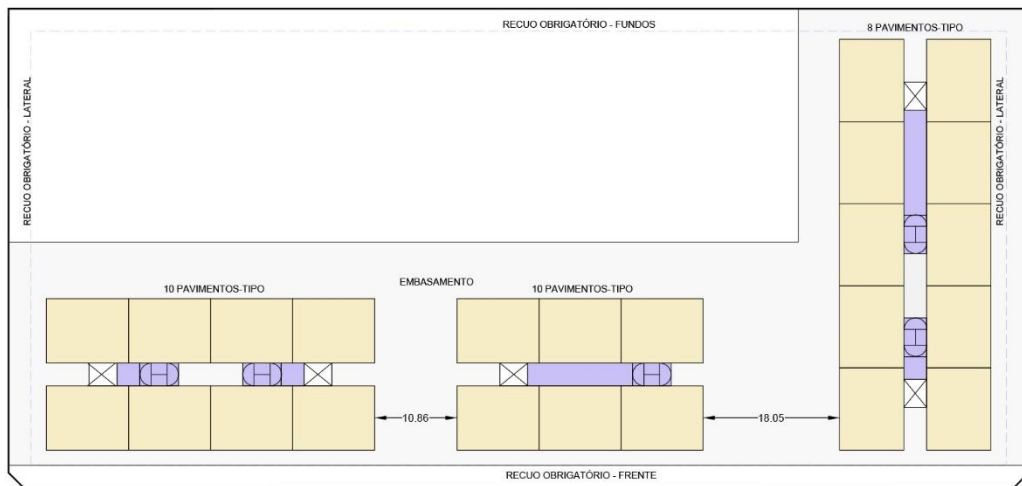 RECUO OBRIGATÓRIO - FUNDOS
8 PAVIMENTOS-TIPO
RECUO OBRIGATÓRIO - LATERAL
RECUO OBRIGATÓRIO - LATERAL
EMBASAMENTO
10 PAVIMENTOS-TIPO
10 PAVIMENTOS-TIPO
10.86
18.05
RECUO OBRIGATÓRIO - FRENTE